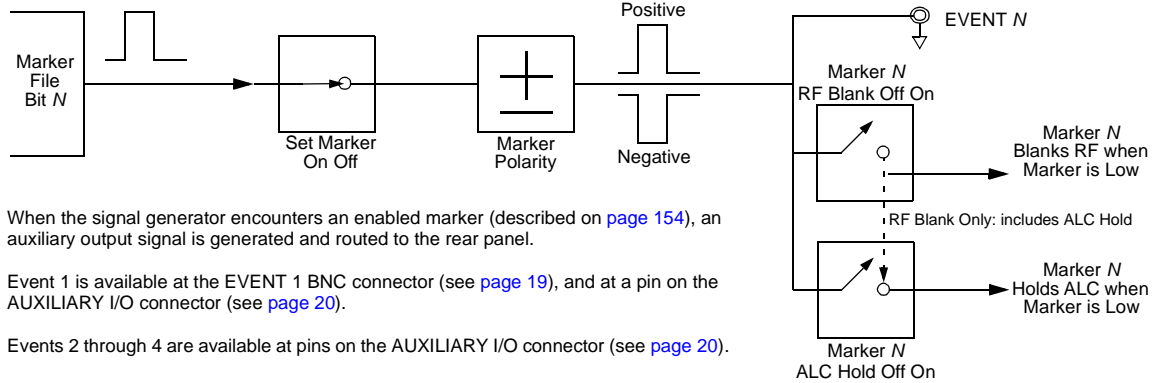 Marker
File
Bit N
Set Marker
On Off
Marker
Polarity
Positive
Negative
EVENT N
Marker N
RF Blank Off On
Marker N
Blanks RF when
Marker is Low
RF Blank Only: includes ALC Hold
Marker N
Holds ALC when
Marker is Low
Marker N
ALC Hold Off On
When the signal generator encounters an enabled marker (described on page 154), an
auxiliary output signal is generated and routed to the rear panel.
Event 1 is available at the EVENT 1 BNC connector (see page 19), and at a pin on the
AUXILIARY I/O connector (see page 20).
Events 2 through 4 are available at pins on the AUXILIARY I/O connector (see page 20).